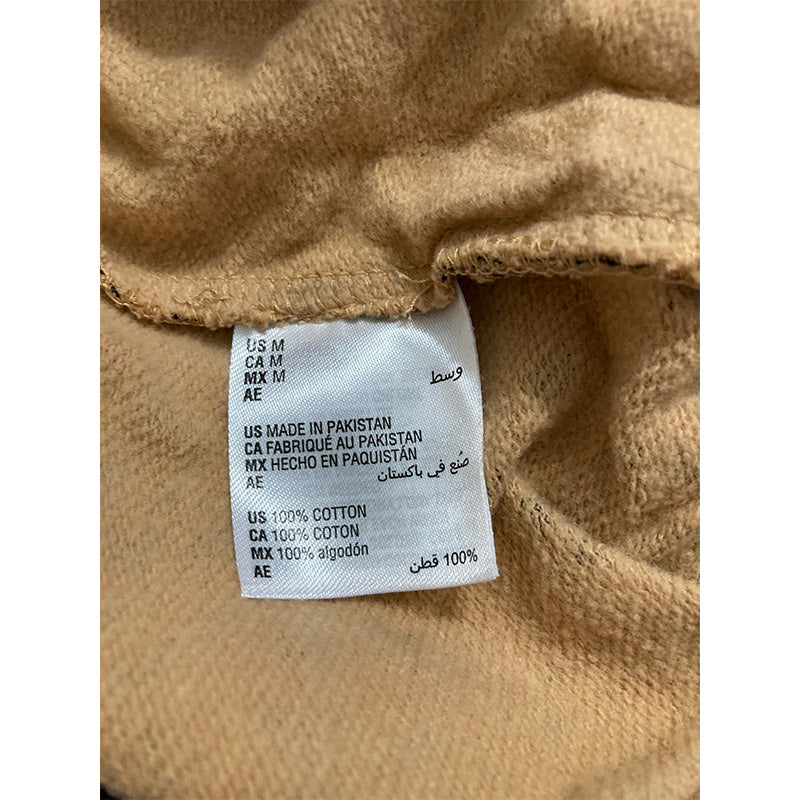 US M
CA M
MX M
AE وسط
US MADE IN PAKISTAN
CA FABRIQUÉ AU PAKISTAN
MX HECHO EN PAQUISTÁN
AE صُنع في باكستان
US 100% COTTON
CA 100% COTON
MX 100% algodón
AE 100% قطن